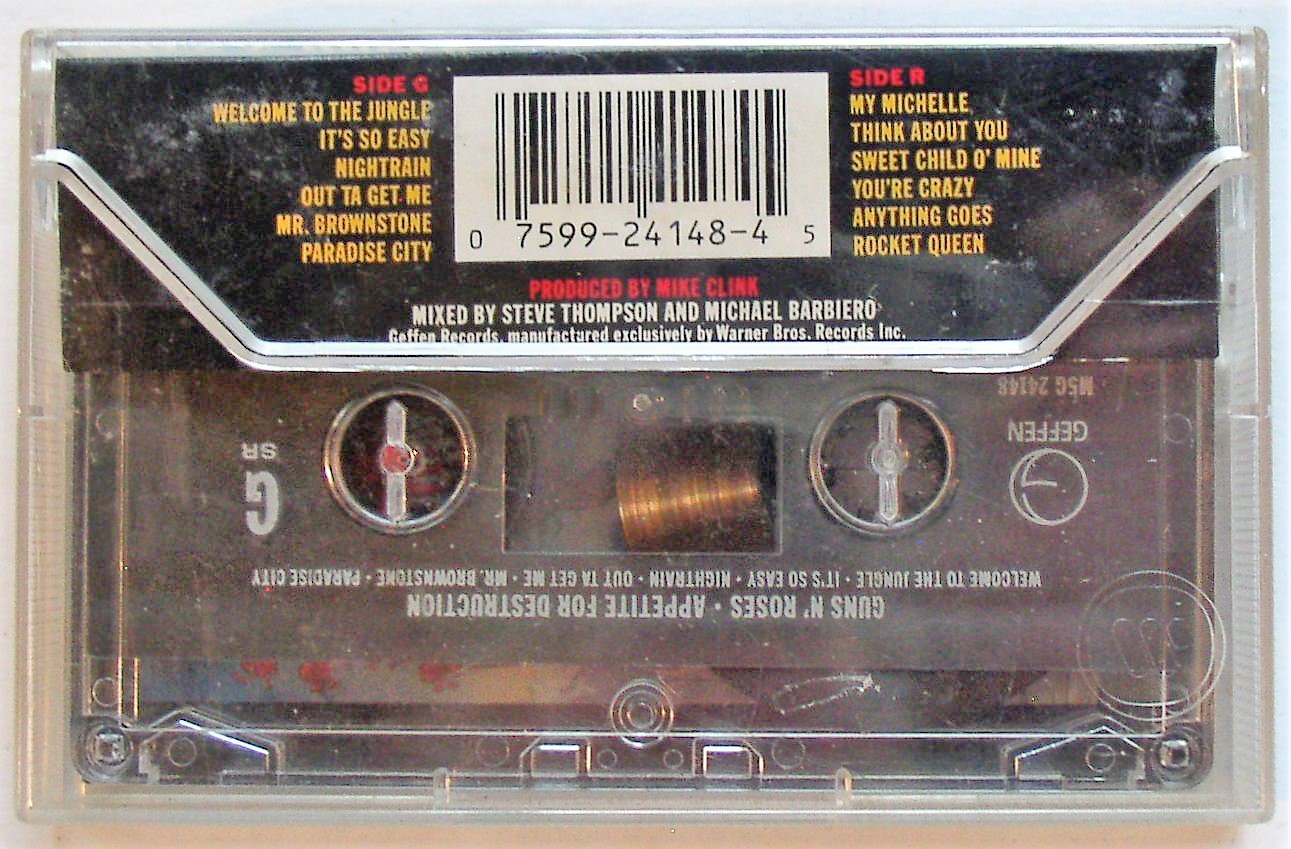 SIDE G
WELCOME TO THE JUNGLE
IT'S SO EASY
NIGHTRAIN
OUT TA GET ME
MR. BROWNSTONE
PARADISE CITY
0 7599-24148-4 5
SIDE R
MY MICHELLE
THINK ABOUT YOU
SWEET CHILD O' MINE
YOU'RE CRAZY
ANYTHING GOES
ROCKET QUEEN
PRODUCED BY MIKE CLINK
MIXED BY STEVE THOMPSON AND MICHAEL BARBIERO
Geffen Records, manufactured exclusively by Warner Bros. Records Inc.
GUNS N' ROSES • APPETITE FOR DESTRUCTION
WELCOME TO THE JUNGLE • IT'S SO EASY • NIGHTRAIN • OUT TA GET ME • MR. BROWNSTONE • PARADISE CITY
G
SR
GEFFEN
M5G 24148